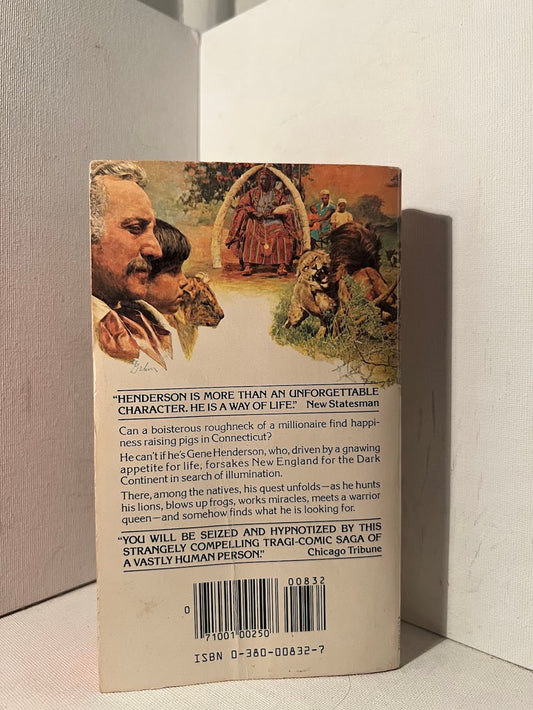 "HENDERSON IS MORE THAN AN UNFORGETTABLE
CHARACTER. HE IS A WAY OF LIFE." New Statesman
Can a boisterous roughneck of a millionaire find happi-
ness raising pigs in Connecticut?
He can't if he's Gene Henderson, who, driven by a gnawing
appetite for life, forsakes New England for the Dark
Continent in search of illumination.
There, among the natives, his quest unfolds—as he hunts
his lions, blows up frogs, works miracles, meets a warrior
queen—and somehow finds what he is looking for.
"YOU WILL BE SEIZED AND HYPNOTIZED BY THIS
STRANGELY COMPELLING TRAGI-COMIC SAGA OF
A VASTLY HUMAN PERSON." Chicago Tribune
00832
0
71001 00250
ISBN 0-380-00832-7